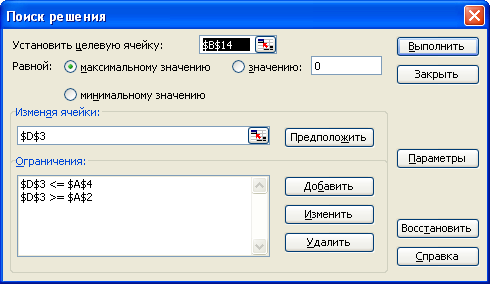 Поиск решения
Установить целевую ячейку: $B$14 Выполнить
Равной: максимальному значению значению: 0 Закрыть
минимальному значению
Изменяя ячейки:
$D$3 Предположить
Ограничения: Параметры
$D$3 <= $A$4 Добавить
$D$3 >= $A$2
Изменить
Восстановить
Удалить
Справка